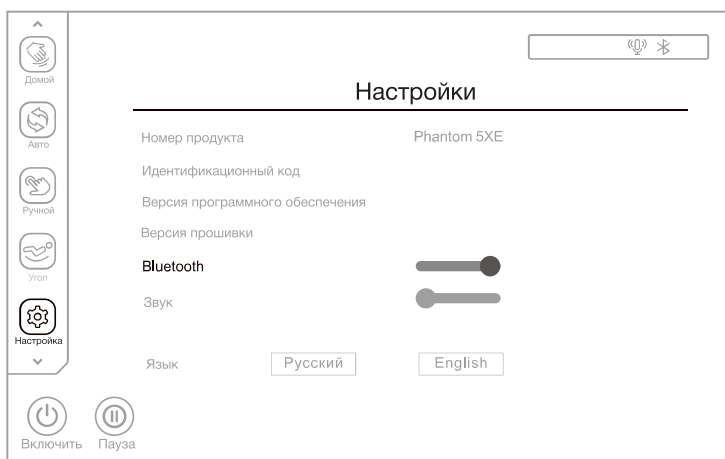 Домой
Авто
Ручной
Угол
Настройка
Настройки
Номер продукта Phantom 5XE
Идентификационный код
Версия программного обеспечения
Версия прошивки
Bluetooth
Звук
Язык Русский English
Включить Пауза